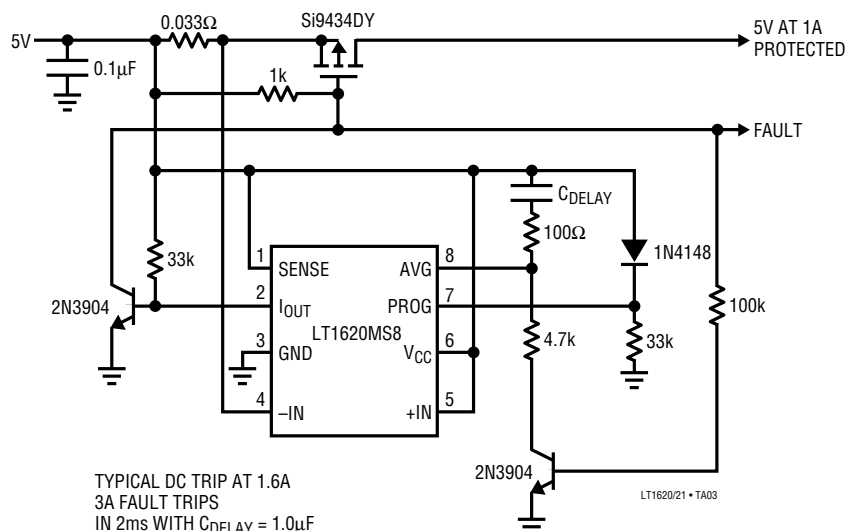 0.033Ω
Si9434DY
5V
5V AT 1A
PROTECTED
0.1µF
1k
FAULT
C_DELAY
100Ω
1N4148
33k
1
SENSE
AVG
8
2N3904
2
I_OUT
PROG
7
100k
LT1620MS8
3
GND
V_CC
6
4.7k
33k
4
–IN
+IN
5
2N3904
TYPICAL DC TRIP AT 1.6A
3A FAULT TRIPS
IN 2ms WITH C_DELAY = 1.0µF
LT1620/21 • TA03